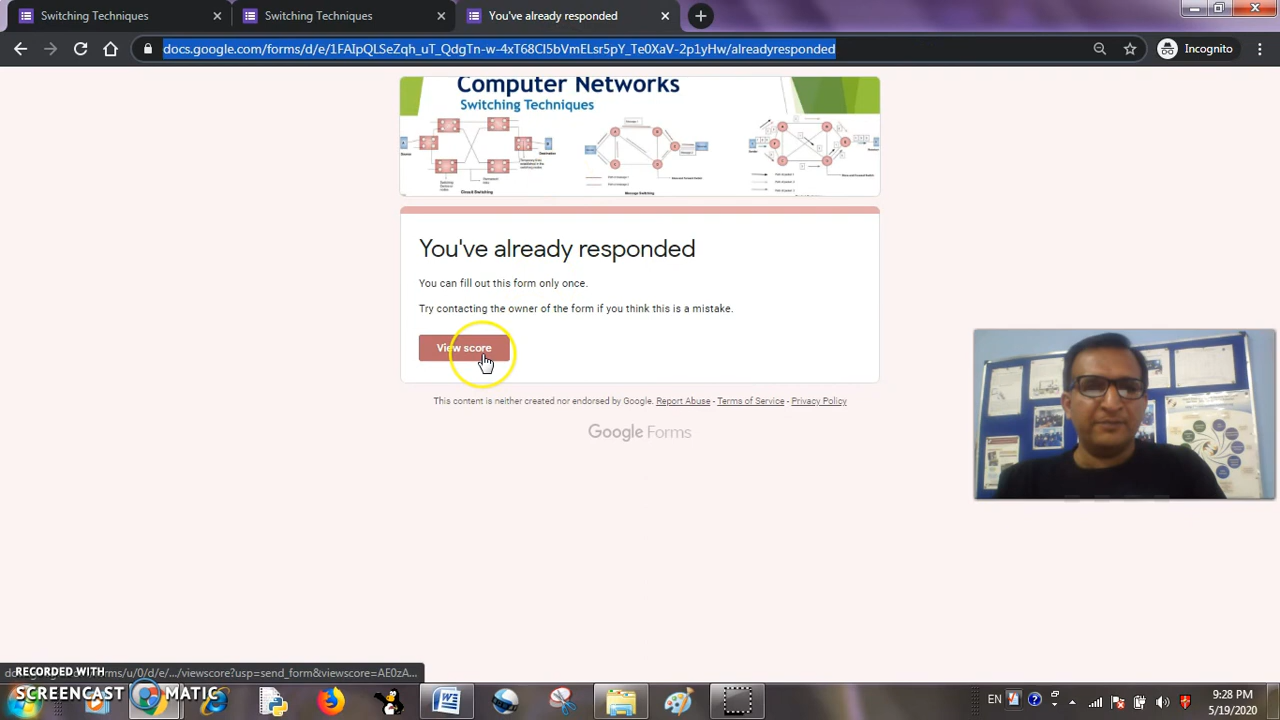 Switching Techniques
Switching Techniques
You've already responded
docs.google.com/forms/d/e/1FAIpQLSeZqh_uT_QdgTn-w-4xT68CI5bVmELsr5pY_Te0XaV-2p1yHw/alreadyresponded
Incognito
Computer Networks
Switching Techniques
Circuit Switching
Message Switching
You've already responded
You can fill out this form only once.
Try contacting the owner of the form if you think this is a mistake.
View score
This content is neither created nor endorsed by Google. Report Abuse - Terms of Service - Privacy Policy
Google Forms
RECORDED WITH
SCREENCAST MATIC
EN
9:28 PM
5/19/2020